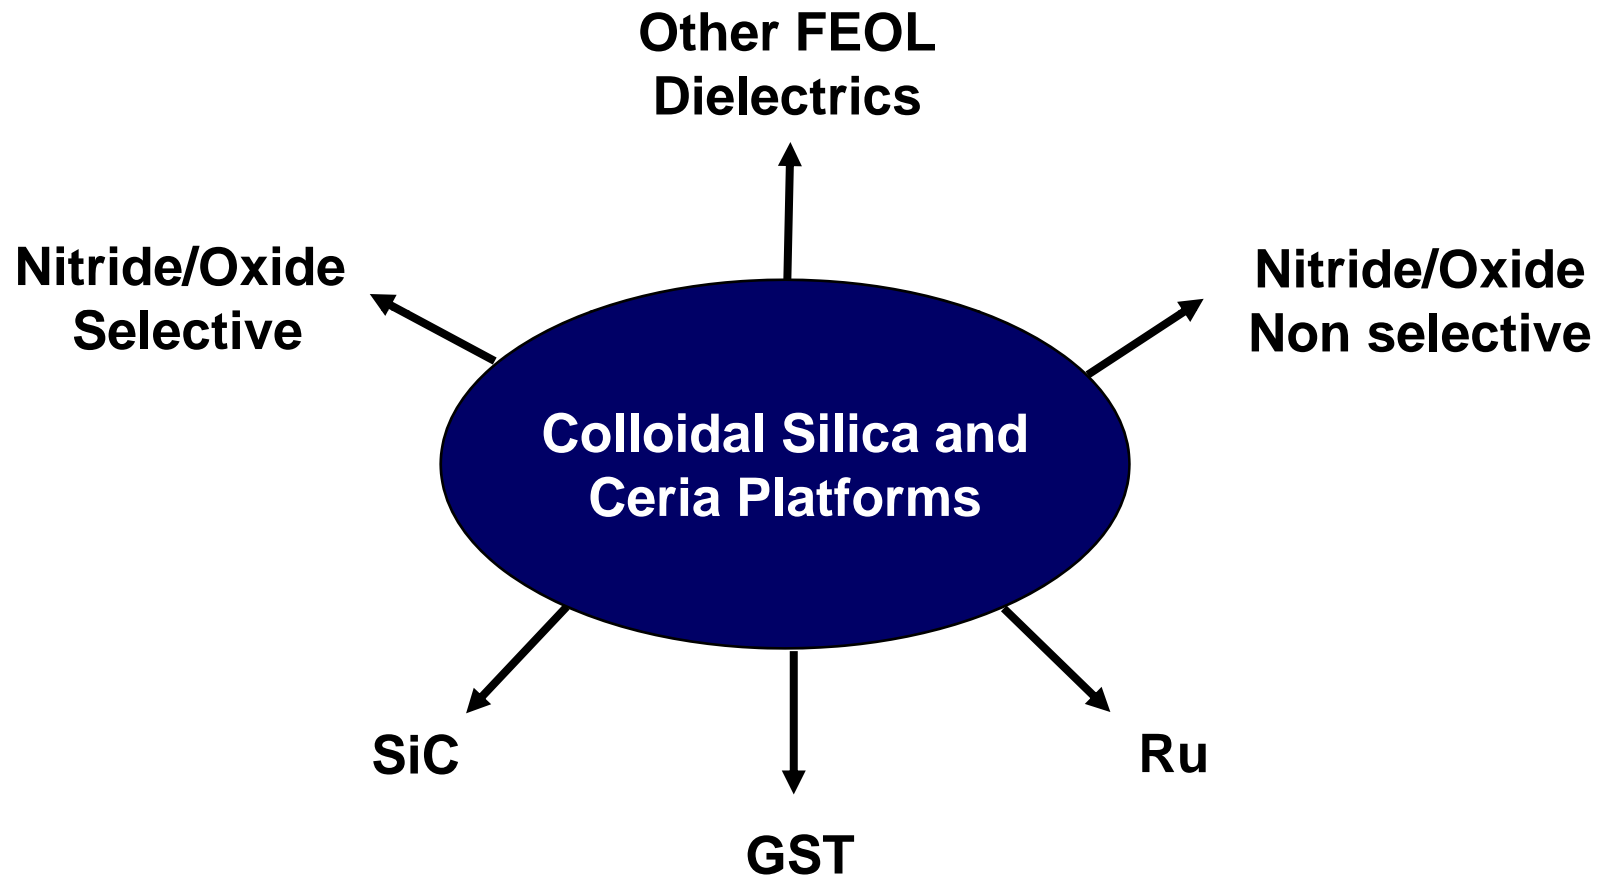 Other FEOL
Dielectrics
Nitride/Oxide
Selective
Nitride/Oxide
Non selective
Colloidal Silica and
Ceria Platforms
SiC
Ru
GST